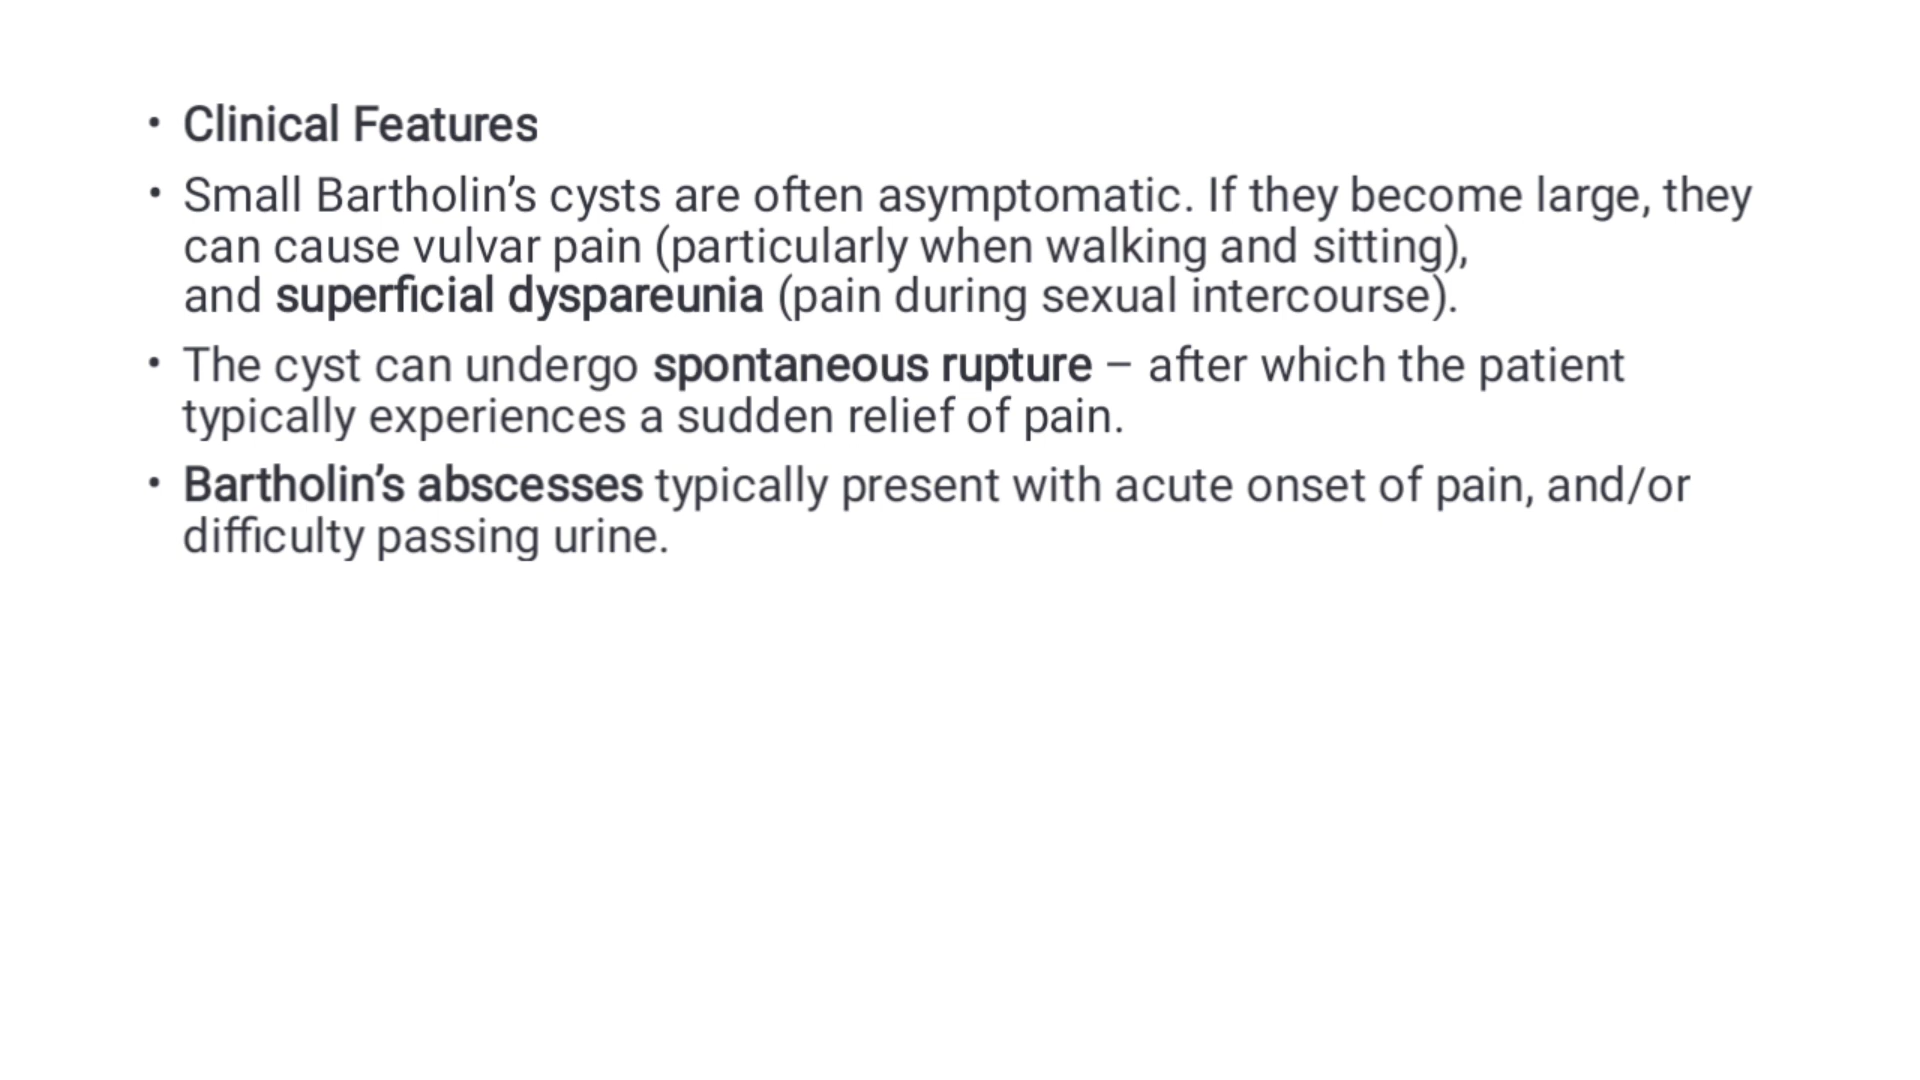 • Clinical Features
• Small Bartholin’s cysts are often asymptomatic. If they become large, they
can cause vulvar pain (particularly when walking and sitting),
and superficial dyspareunia (pain during sexual intercourse).
• The cyst can undergo spontaneous rupture – after which the patient
typically experiences a sudden relief of pain.
• Bartholin’s abscesses typically present with acute onset of pain, and/or
difficulty passing urine.